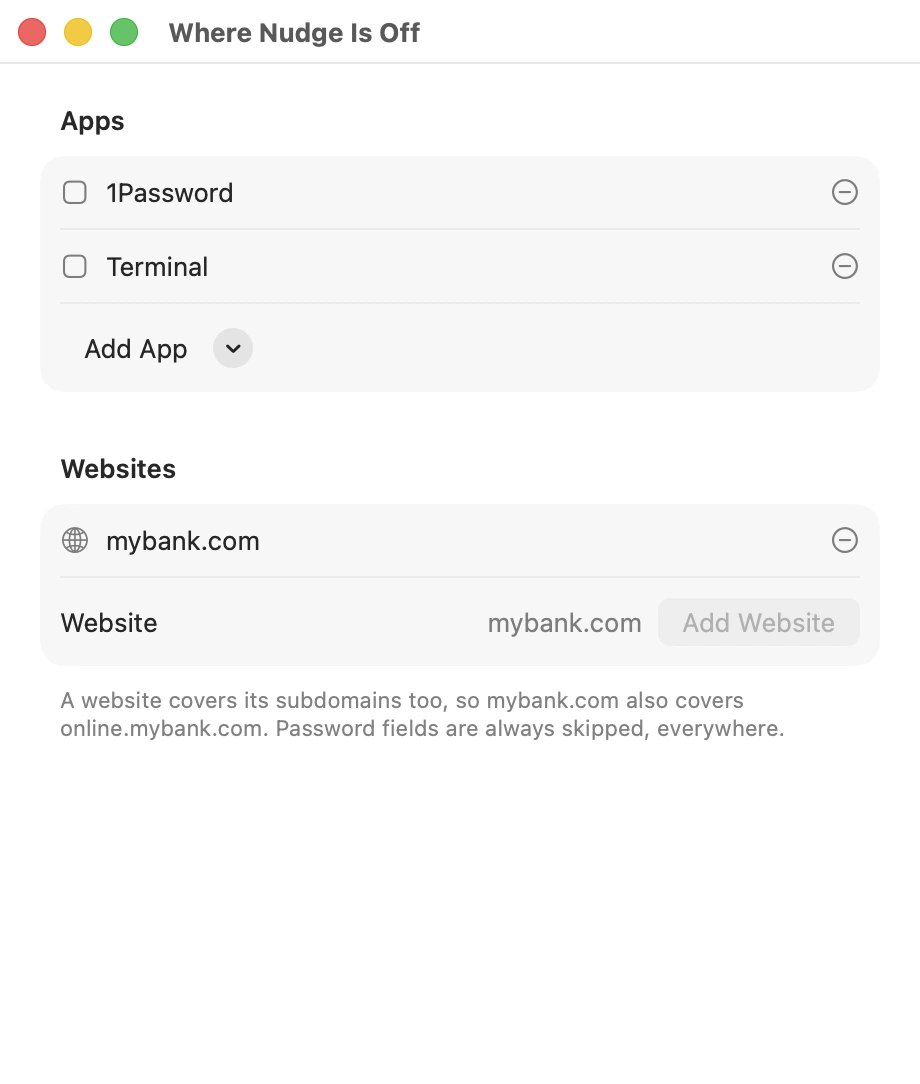 Where Nudge Is Off
Apps
1Password
Terminal
Add App
Websites
mybank.com
Website mybank.com Add Website
A website covers its subdomains too, so mybank.com also covers
online.mybank.com. Password fields are always skipped, everywhere.